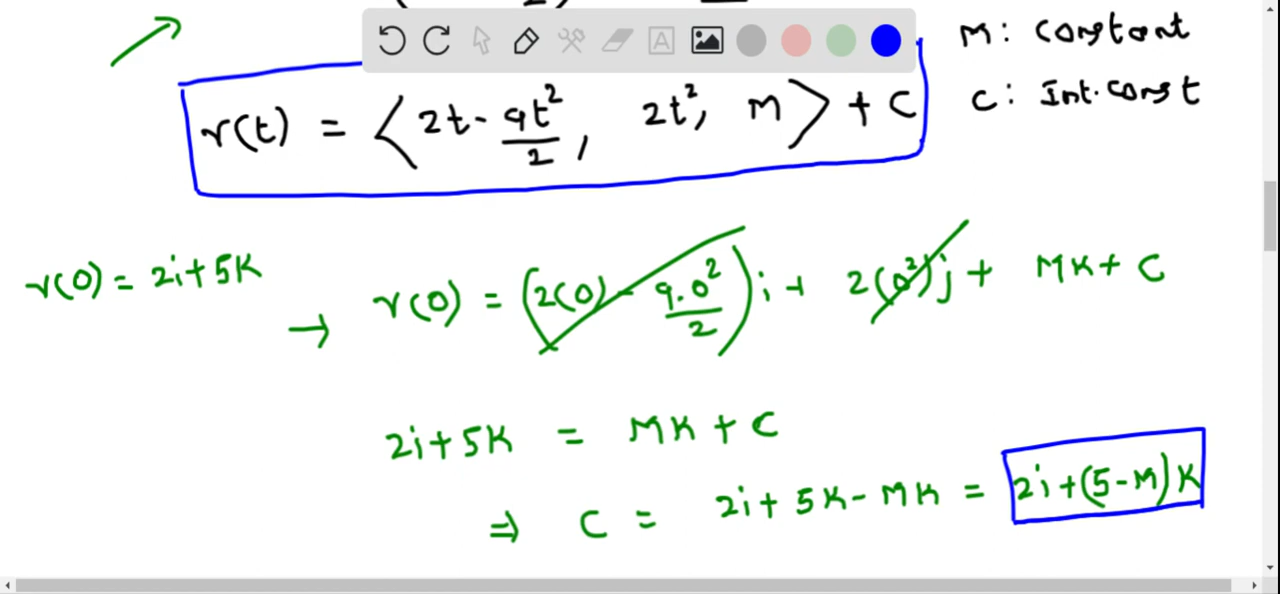 m : constant
r(t) = ⟨2t - 9t²/2, 2t², m⟩ + C
C : Int. const
r(0) = 2i + 5k
→ r(0) = (2(0) - 9.0²/2)i + 2(0²)j + Mk + C
2i + 5k = Mk + C
⇒ C = 2i + 5k - Mk = 2i + (5 - M)k